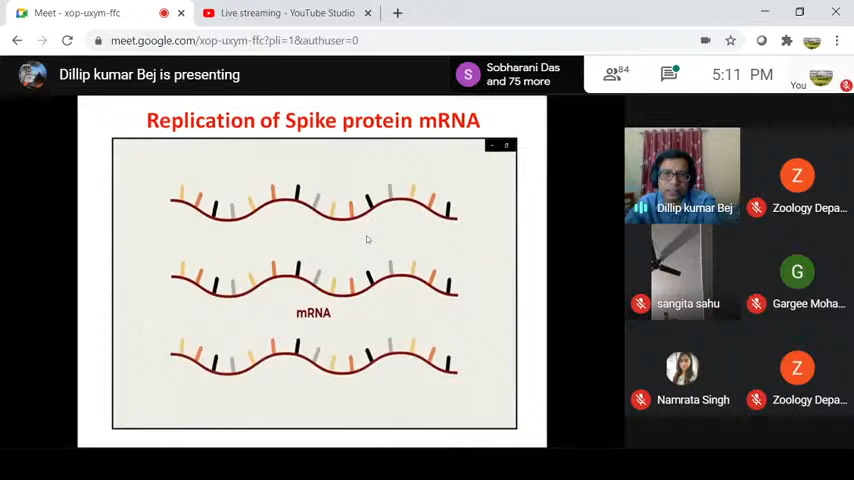 Meet - xop-uxym-ffc
Live streaming - YouTube Studio
meet.google.com/xop-uxym-ffc?pli=1&authuser=0
Dillip kumar Bej is presenting
S
Sobharani Das
and 75 more
84
5:11 PM
You
Replication of Spike protein mRNA
mRNA
Dillip kumar Bej
Z
Zoology Depa...
sangita sahu
G
Gargee Moha...
Namrata Singh
Z
Zoology Depa...